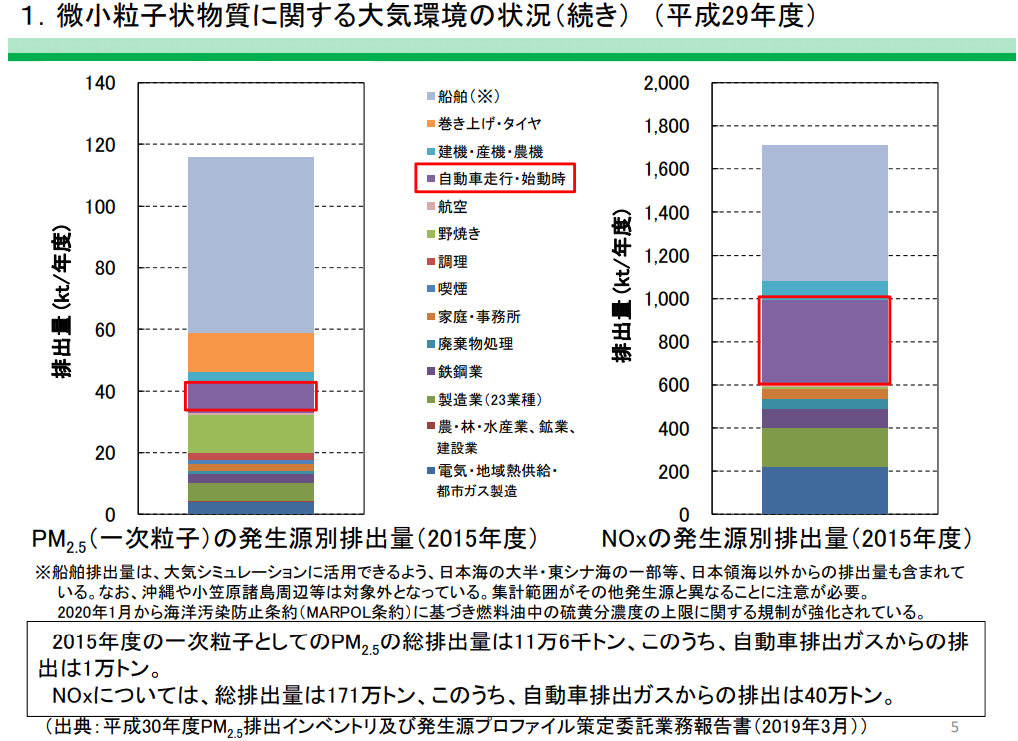 １．微小粒子状物質に関する大気環境の状況（続き）（平成29年度）
140
120
100
80
60
40
20
0
排出量（kt/年度）
船舶（※）
巻き上げ・タイヤ
建機・産機・農機
自動車走行・始動時
航空
野焼き
調理
喫煙
家庭・事務所
廃棄物処理
鉄鋼業
製造業（23業種）
農・林・水産業、鉱業、
建設業
電気・地域熱供給・
都市ガス製造
2,000
1,800
1,600
1,400
1,200
1,000
800
600
400
200
0
排出量（kt/年度）
PM2.5（一次粒子）の発生源別排出量（2015年度）
NOxの発生源別排出量（2015年度）
※船舶排出量は、大気シミュレーションに活用できるよう、日本海の大半・東シナ海の一部等、日本領海以外からの排出量も含まれて
いる。なお、沖縄や小笠原諸島周辺等は対象外となっている。集計範囲がその他発生源と異なることに注意が必要。
2020年1月から海洋汚染防止条約（MARPOL条約）に基づき燃料油中の硫黄分濃度の上限に関する規制が強化されている。
2015年度の一次粒子としてのPM2.5の総排出量は11万6千トン、このうち、自動車排出ガスからの排
出は1万トン。
NOxについては、総排出量は171万トン、このうち、自動車排出ガスからの排出は40万トン。
（出典：平成30年度PM2.5排出インベントリ及び発生源プロファイル策定委託業務報告書（2019年3月））
5